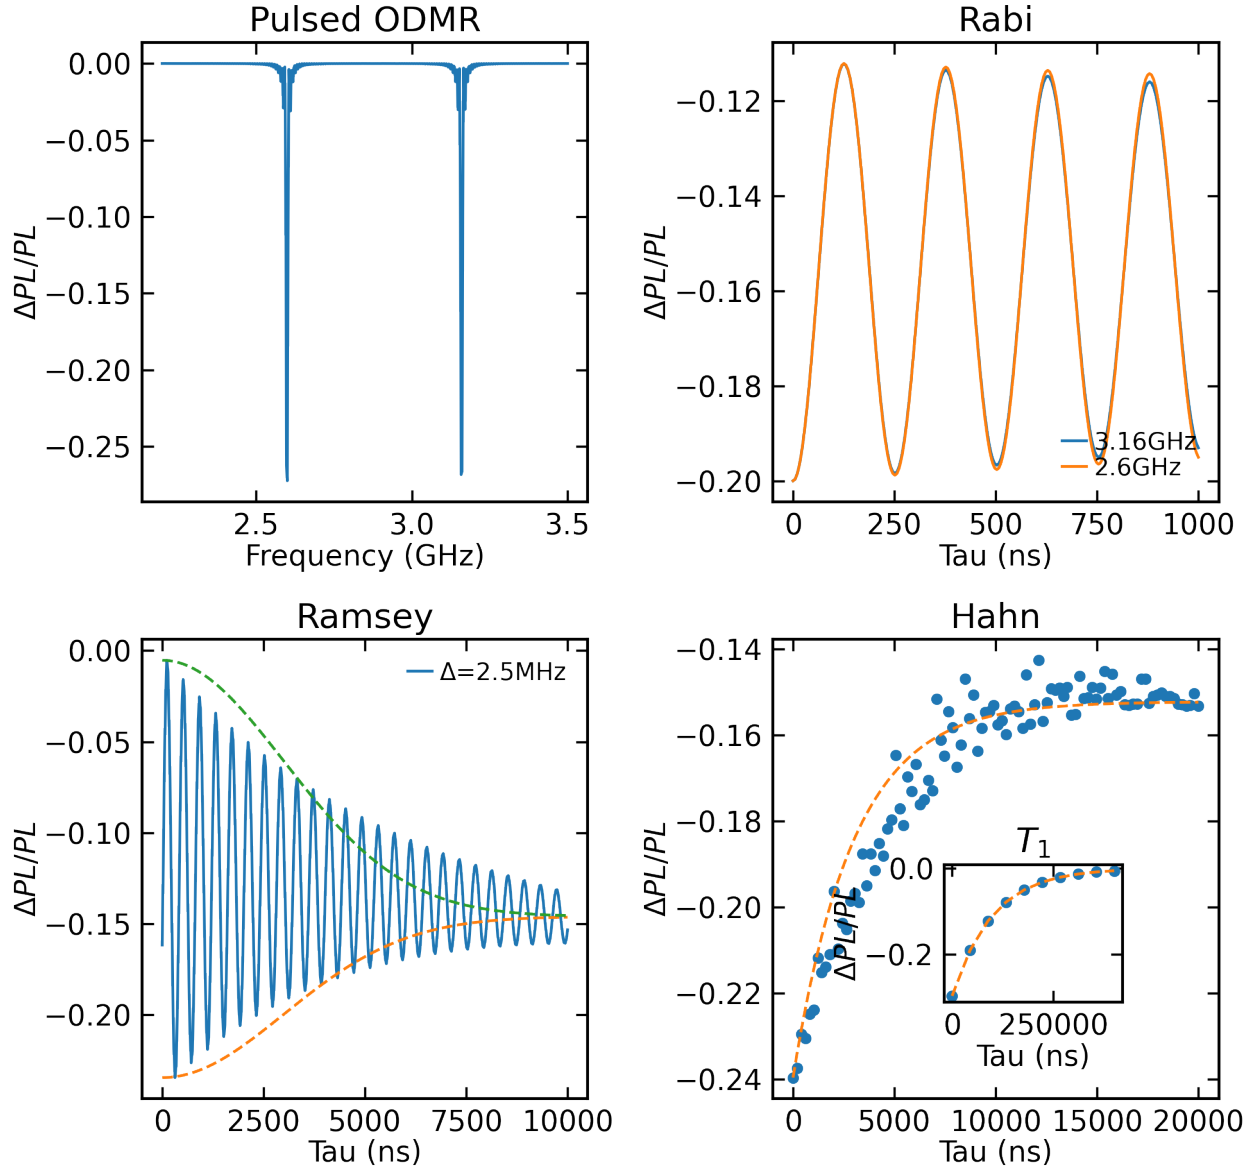 Pulsed ODMR
0.00
−0.05
−0.10
−0.15
−0.20
−0.25
ΔPL/PL
2.5
3.0
3.5
Frequency (GHz)
Rabi
−0.12
−0.14
−0.16
−0.18
−0.20
ΔPL/PL
3.16GHz
2.6GHz
0
250
500
750
1000
Tau (ns)
Ramsey
0.00
−0.05
−0.10
−0.15
−0.20
ΔPL/PL
Δ=2.5MHz
0
2500
5000
7500
10000
Tau (ns)
Hahn
−0.14
−0.16
−0.18
−0.20
−0.22
−0.24
ΔPL/PL
T₁
0.0
−0.2
ΔPL/PL
0
250000
Tau (ns)
0
5000
10000
15000
20000
Tau (ns)